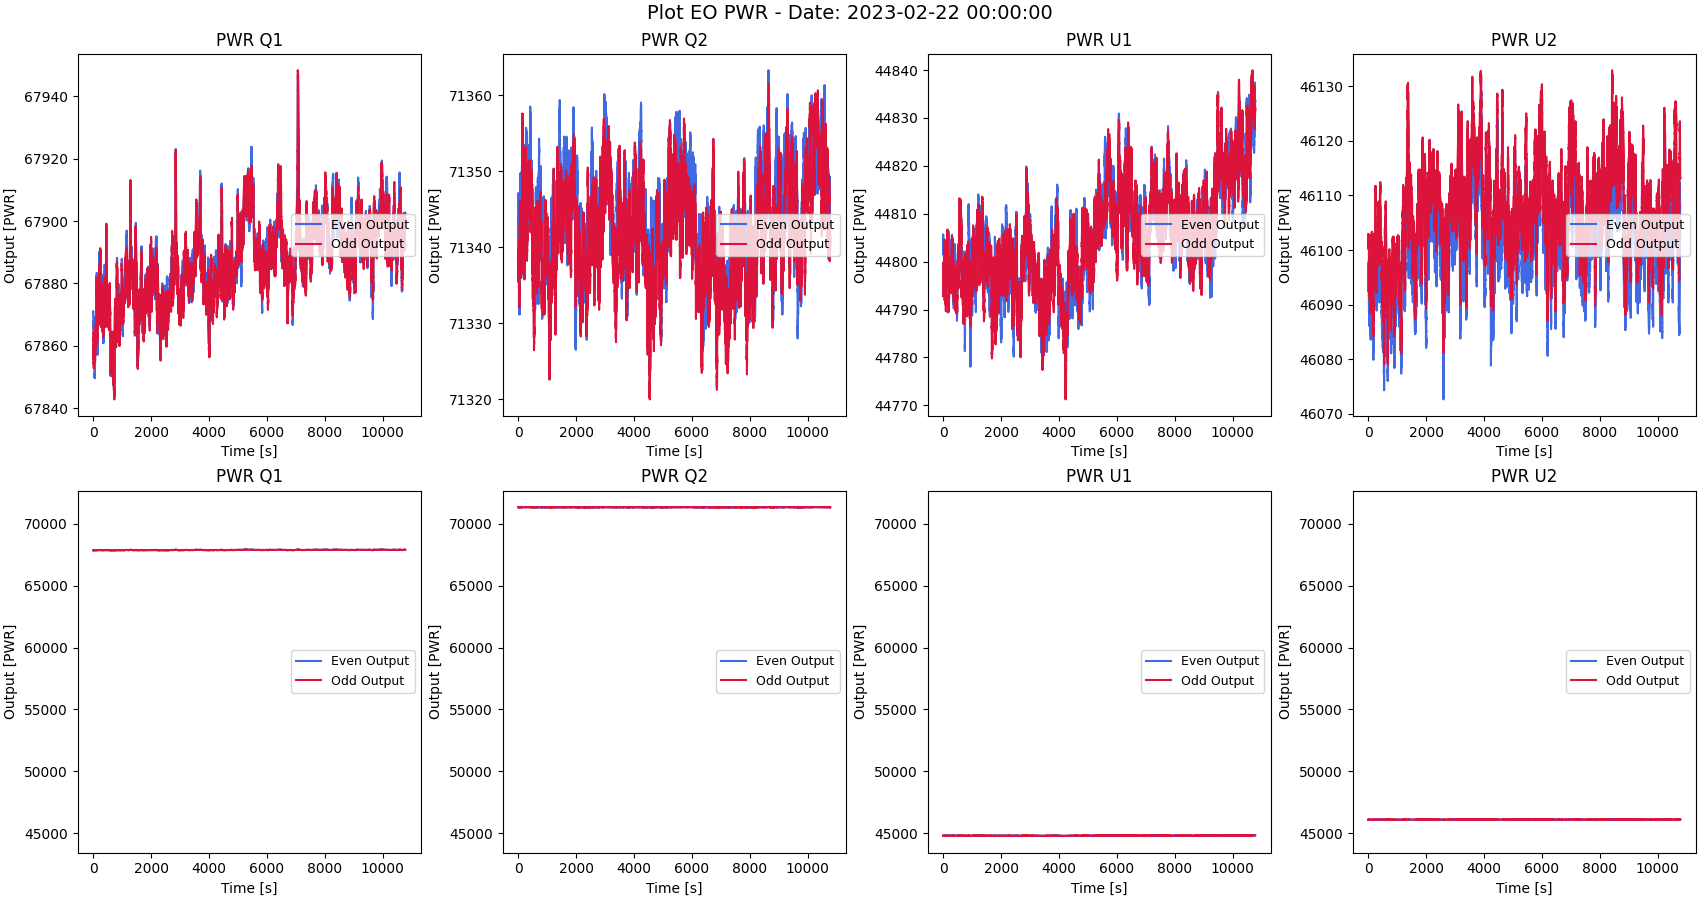 Plot EO PWR - Date: 2023-02-22 00:00:00
PWR Q1
PWR Q2
PWR U1
PWR U2
Output [PWR]
67940
67920
67900
67880
67860
67840
Even Output
Odd Output
0 2000 4000 6000 8000 10000
Time [s]
Output [PWR]
71360
71350
71340
71330
71320
Even Output
Odd Output
0 2000 4000 6000 8000 10000
Time [s]
Output [PWR]
44840
44830
44820
44810
44800
44790
44780
44770
Even Output
Odd Output
0 2000 4000 6000 8000 10000
Time [s]
Output [PWR]
46130
46120
46110
46100
46090
46080
46070
Even Output
Odd Output
0 2000 4000 6000 8000 10000
Time [s]
PWR Q1
PWR Q2
PWR U1
PWR U2
Output [PWR]
70000
65000
60000
55000
50000
45000
Even Output
Odd Output
0 2000 4000 6000 8000 10000
Time [s]
Output [PWR]
70000
65000
60000
55000
50000
45000
Even Output
Odd Output
0 2000 4000 6000 8000 10000
Time [s]
Output [PWR]
70000
65000
60000
55000
50000
45000
Even Output
Odd Output
0 2000 4000 6000 8000 10000
Time [s]
Output [PWR]
70000
65000
60000
55000
50000
45000
Even Output
Odd Output
0 2000 4000 6000 8000 10000
Time [s]